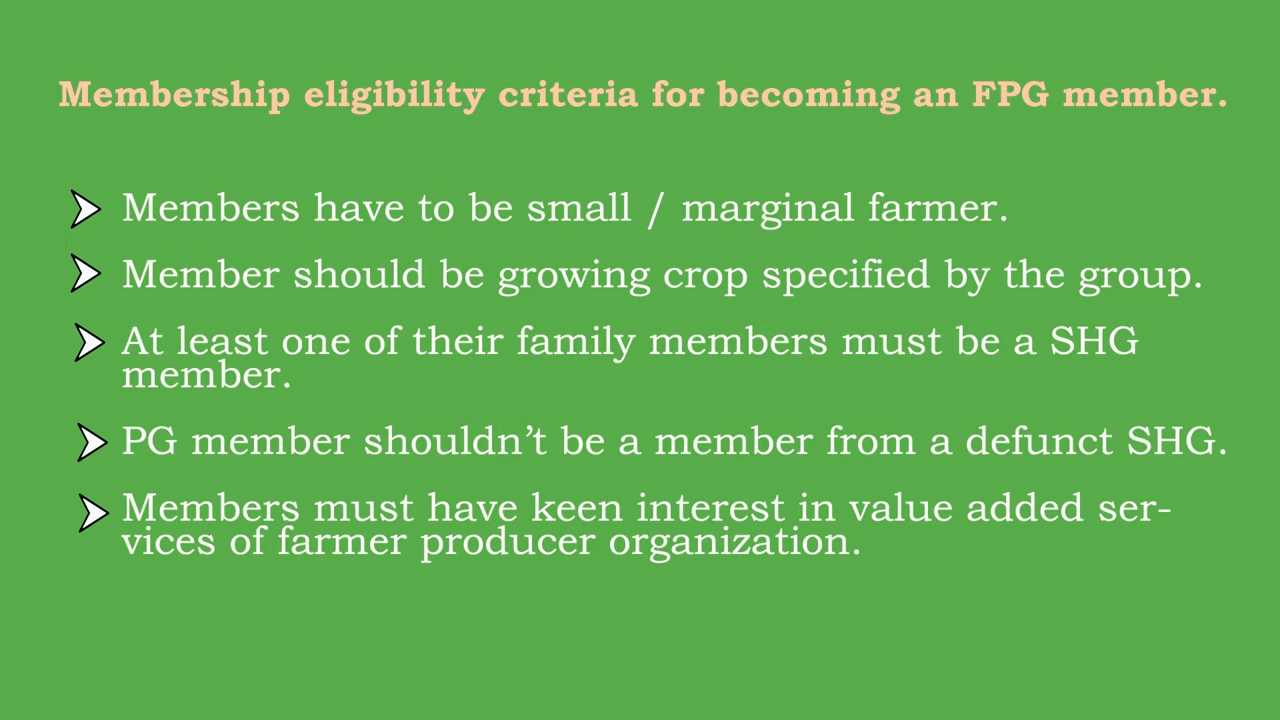 Membership eligibility criteria for becoming an FPG member.
Members have to be small / marginal farmer.
Member should be growing crop specified by the group.
At least one of their family members must be a SHG
member.
PG member shouldn’t be a member from a defunct SHG.
Members must have keen interest in value added ser-
vices of farmer producer organization.